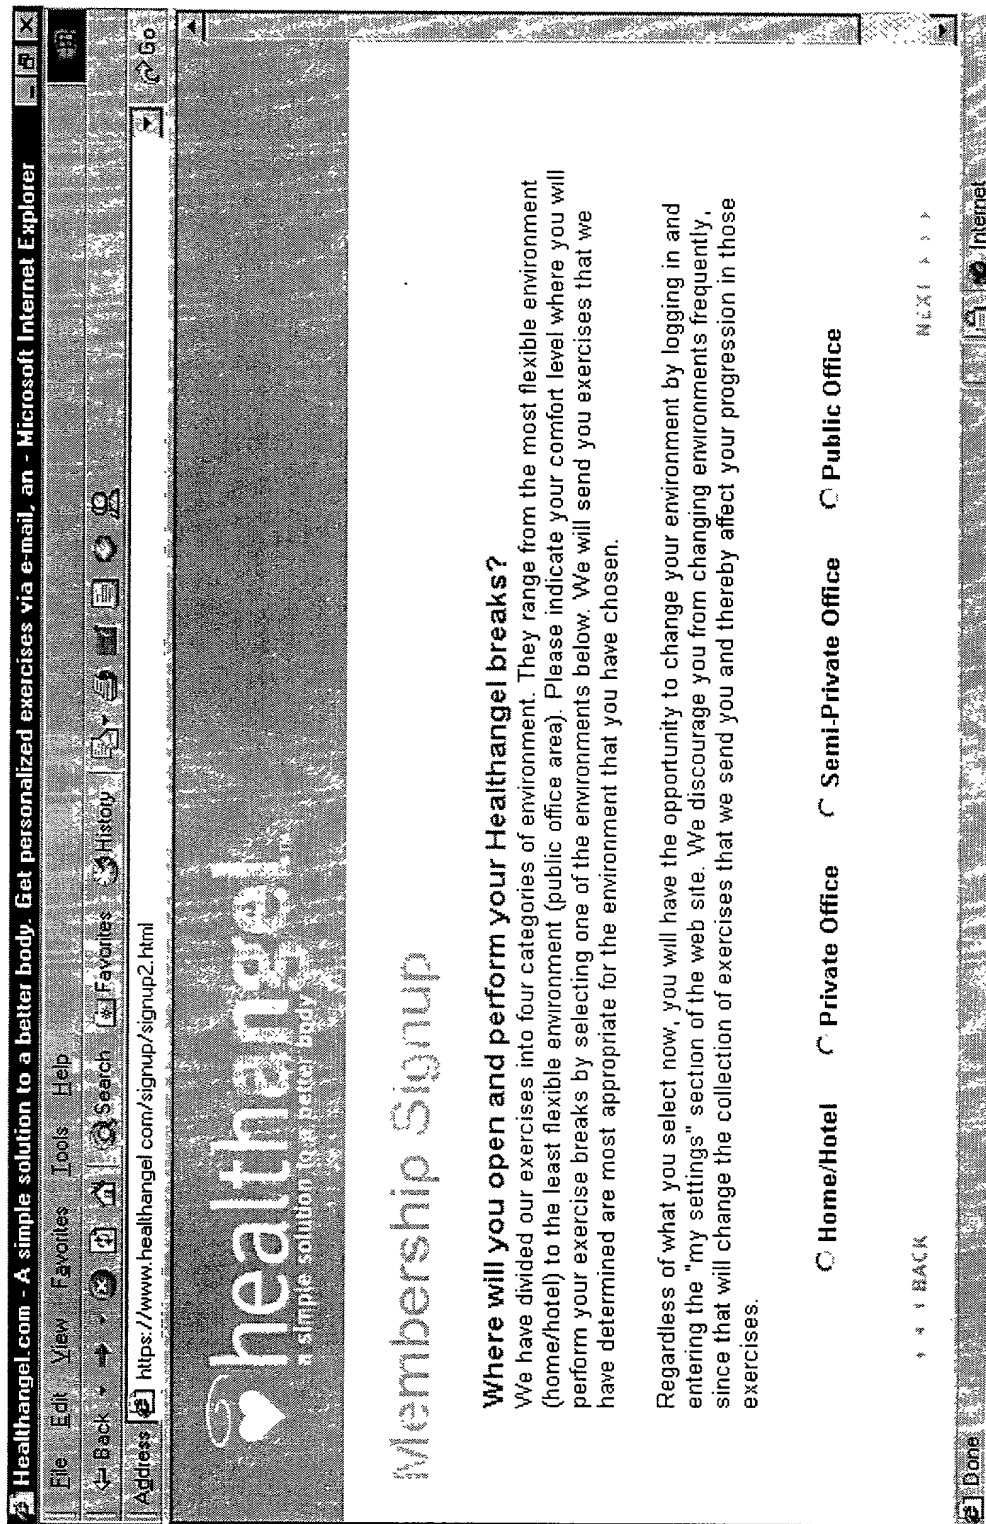 Healthangel.com - A simple solution to a better body. Get personalized exercises via e-mail, an - Microsoft Internet Explorer
File Edit View Favorites Tools Help
Back Search Favorites History
Address https://www.healthangel.com/signup/signup2.html Go
healthangel
a simple solution to a better body
Membership Signup
Where will you open and perform your Healthangel breaks?
We have divided our exercises into four categories of environment. They range from the most flexible environment
(home/hotel) to the least flexible environment (public office area). Please indicate your comfort level where you will
perform your exercise breaks by selecting one of the environments below. We will send you exercises that we
have determined are most appropriate for the environment that you have chosen.
Regardless of what you select now, you will have the opportunity to change your environment by logging in and
entering the "my settings" section of the web site. We discourage you from changing environments frequently,
since that will change the collection of exercises that we send you and thereby affect your progression in those
exercises.
Home/Hotel Private Office Semi-Private Office Public Office
BACK NEXT
Done Internet